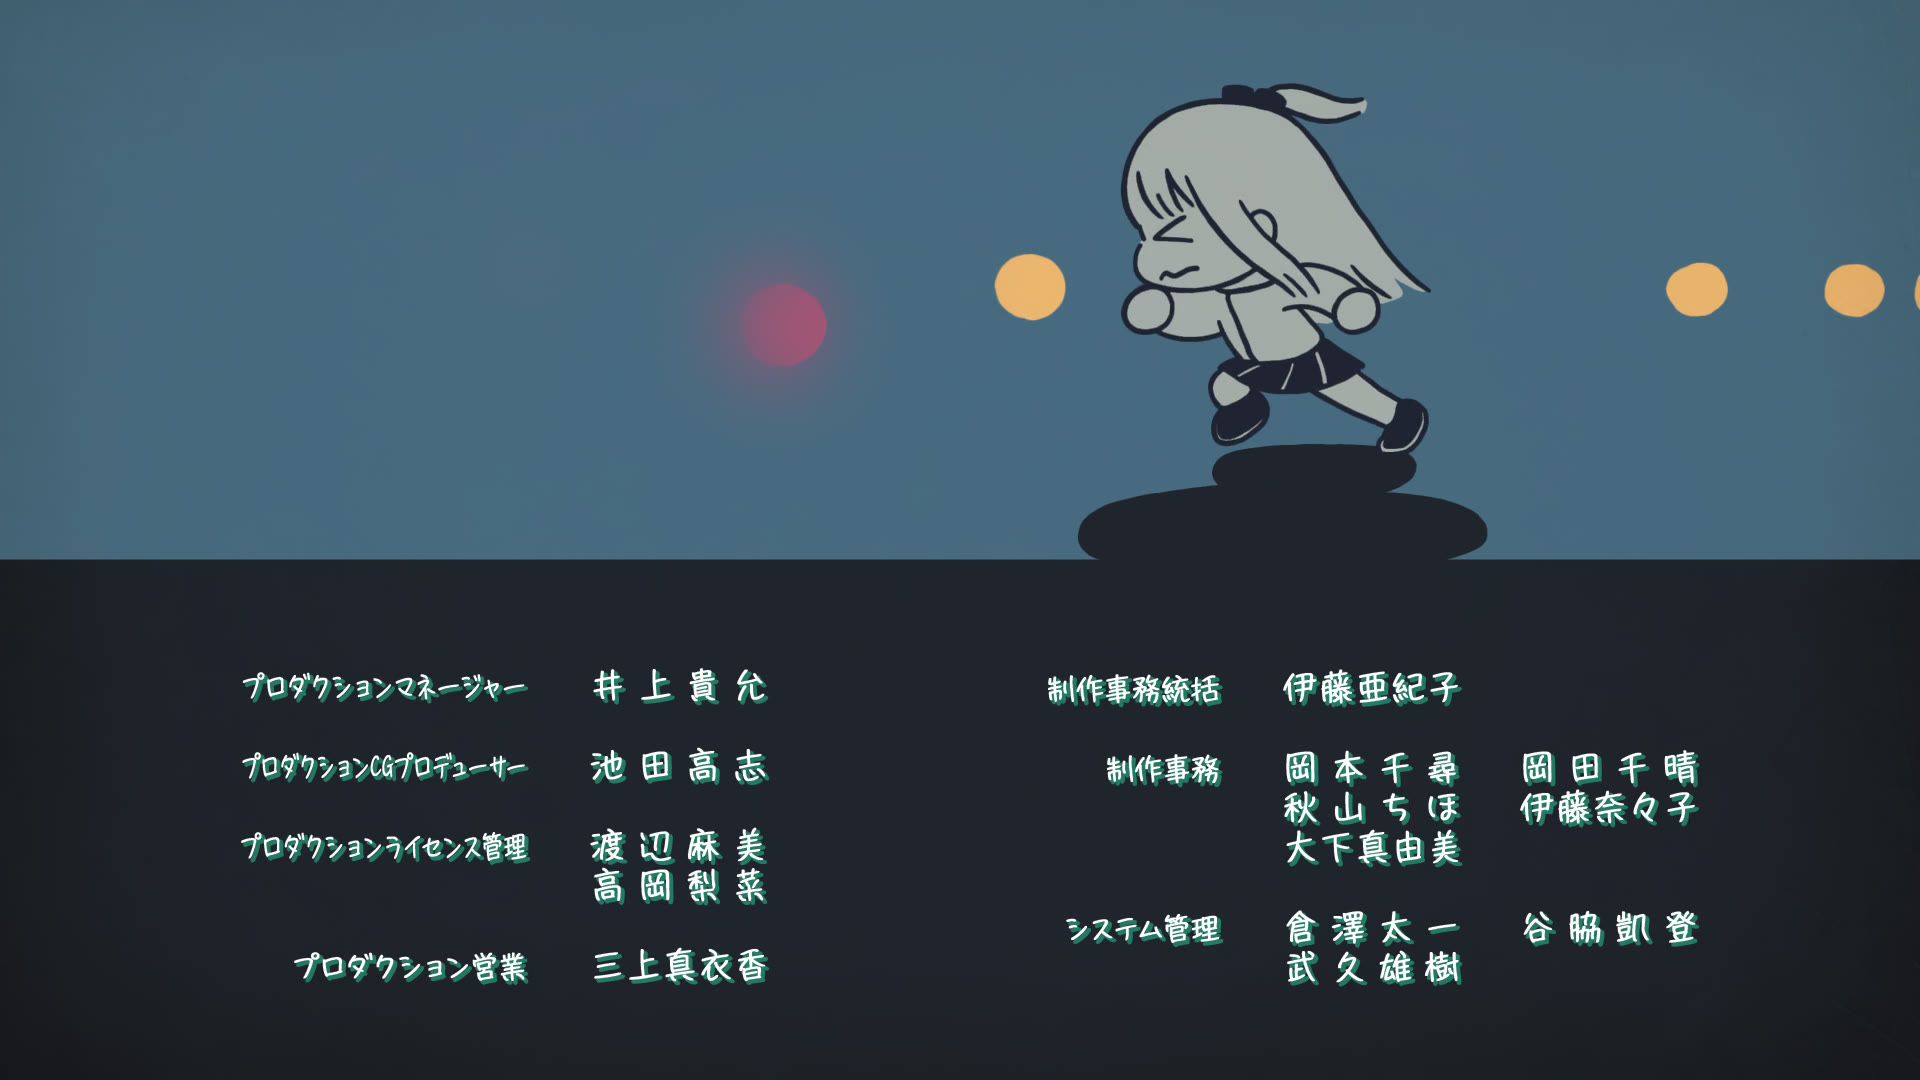 プロダクションマネージャー 井上貴允
プロダクションCGプロデューサー 池田高志
プロダクションライセンス管理 渡辺麻美
高岡梨菜
プロダクション営業 三上真衣香
制作事務統括 伊藤亜紀子
制作事務 岡本千尋 岡田千晴
秋山ちほ 伊藤奈々子
大下真由美
システム管理 倉澤太一 谷脇凱登
武久雄樹